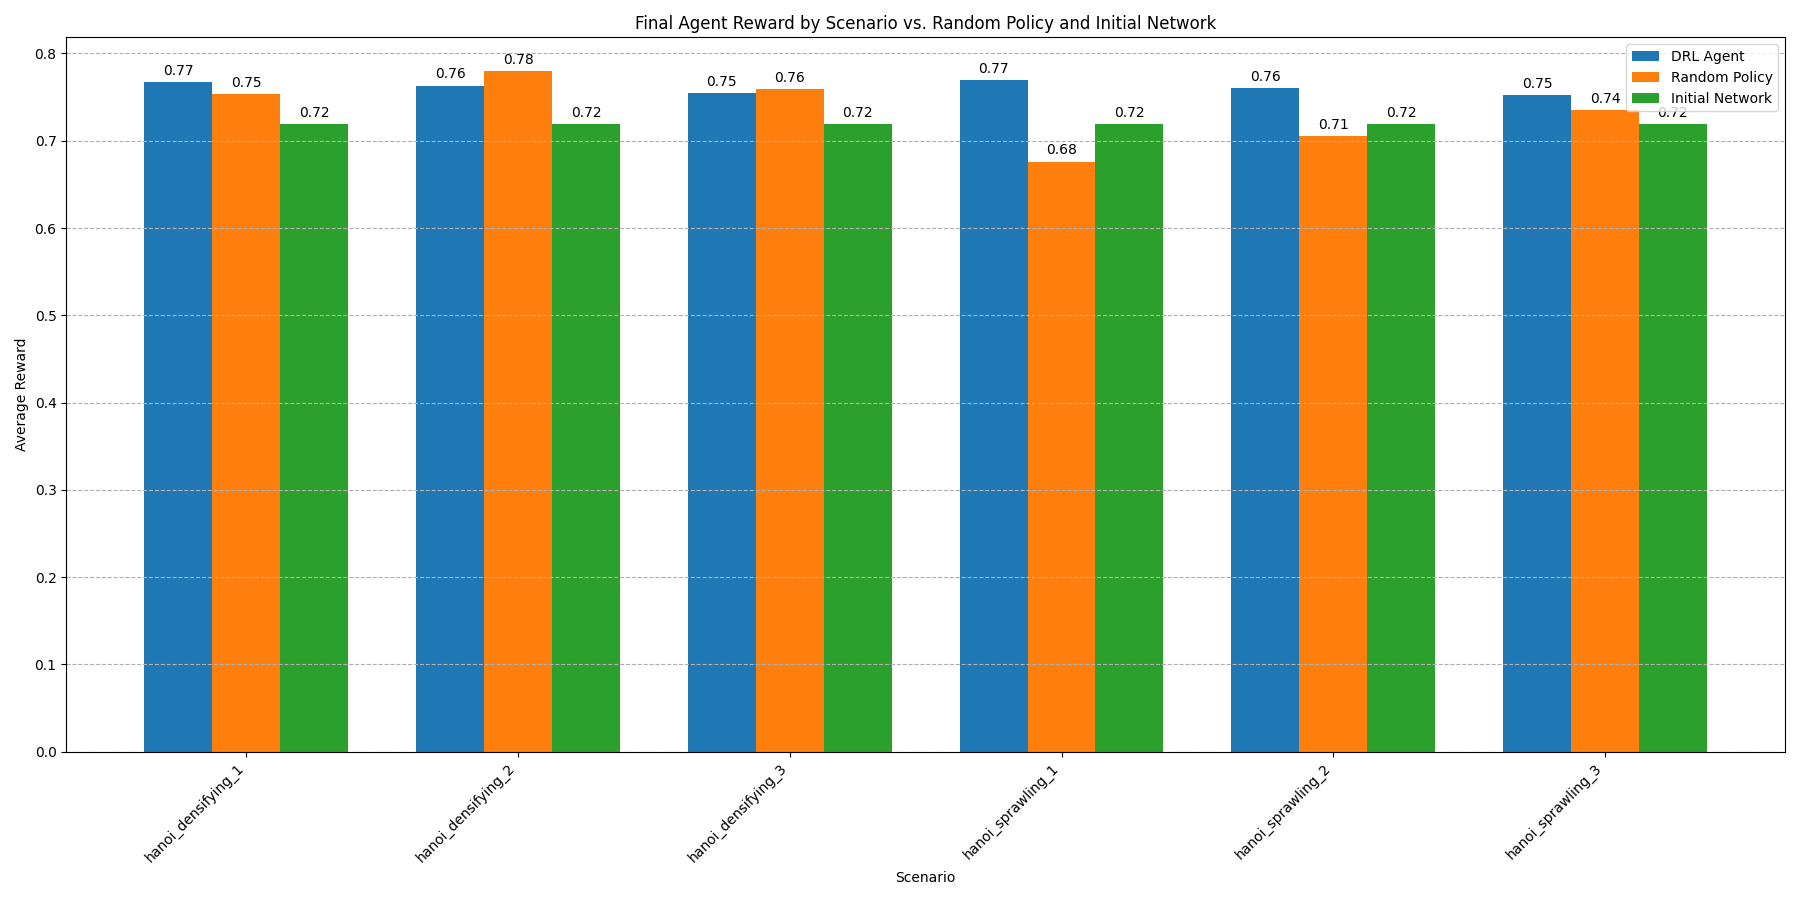 Final Agent Reward by Scenario vs. Random Policy and Initial Network
DRL Agent
Random Policy
Initial Network
Average Reward
0.8
0.7
0.6
0.5
0.4
0.3
0.2
0.1
0.0
0.77
0.75
0.72
0.76
0.78
0.72
0.75
0.76
0.72
0.77
0.68
0.72
0.76
0.71
0.72
0.75
0.74
0.72
hanoi_densifying_1
hanoi_densifying_2
hanoi_densifying_3
hanoi_sprawling_1
hanoi_sprawling_2
hanoi_sprawling_3
Scenario